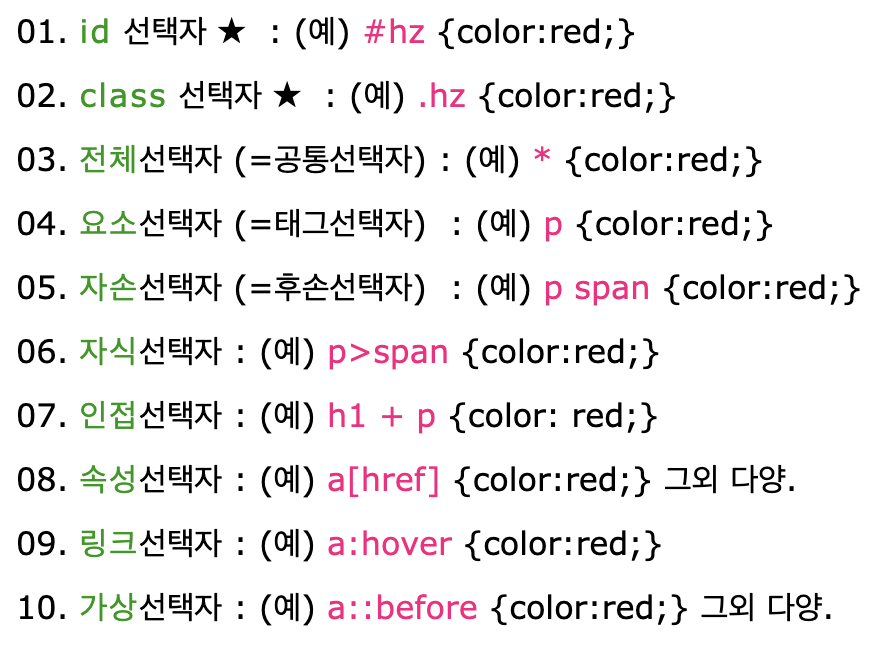 01. id 선택자 ★ : (예) #hz {color:red;}
02. class 선택자 ★ : (예) .hz {color:red;}
03. 전체선택자 (=공통선택자) : (예) * {color:red;}
04. 요소선택자 (=태그선택자) : (예) p {color:red;}
05. 자손선택자 (=후손선택자) : (예) p span {color:red;}
06. 자식선택자 : (예) p>span {color:red;}
07. 인접선택자 : (예) h1 + p {color: red;}
08. 속성선택자 : (예) a[href] {color:red;} 그외 다양.
09. 링크선택자 : (예) a:hover {color:red;}
10. 가상선택자 : (예) a::before {color:red;} 그외 다양.